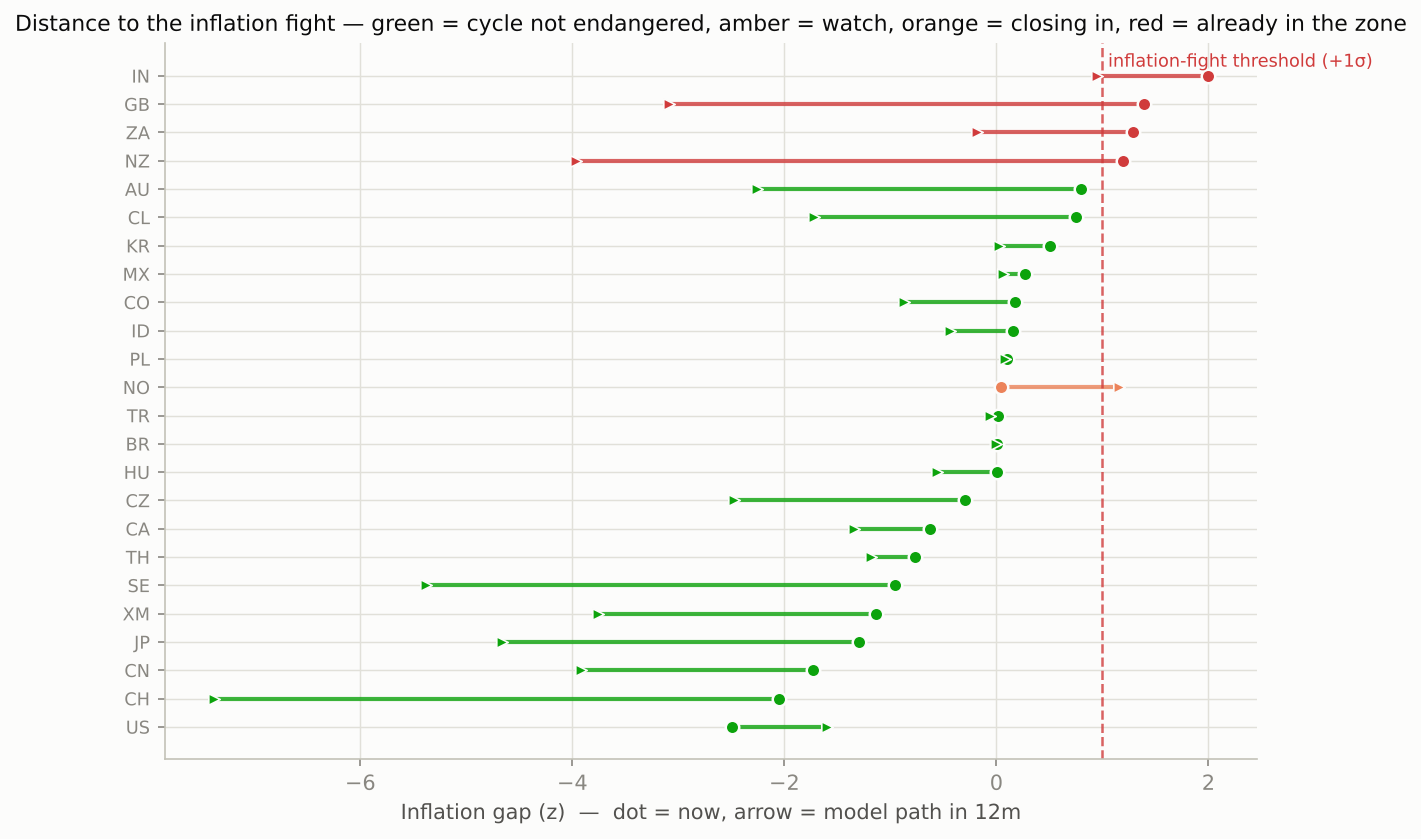 Distance to the inflation fight — green = cycle not endangered, amber = watch, orange = closing in, red = already in the zone
inflation-fight threshold (+1σ)
IN
GB
ZA
NZ
AU
CL
KR
MX
CO
ID
PL
NO
TR
BR
HU
CZ
CA
TH
SE
XM
JP
CN
CH
US
−6 −4 −2 0 2
Inflation gap (z) — dot = now, arrow = model path in 12m